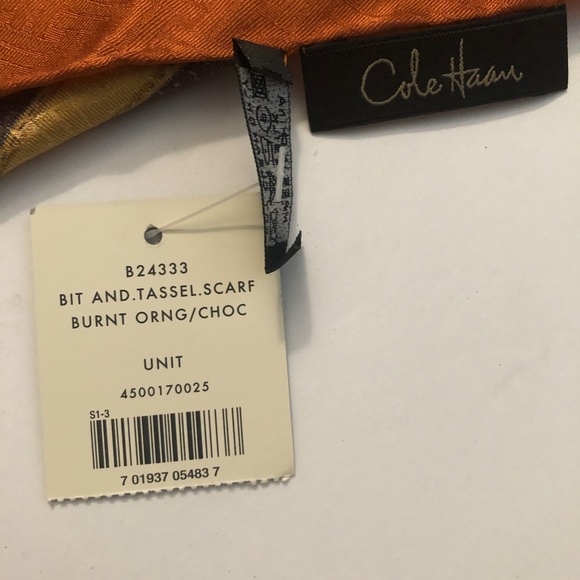 Cole Haan
B24333
BIT AND.TASSEL.SCARF
BURNT ORNG/CHOC
UNIT
4500170025
S1-3
7 01937 05483 7